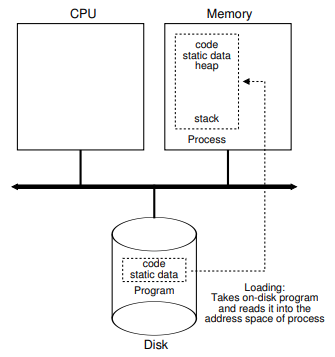 CPU
Memory
code
static data
heap
stack
Process
code
static data
Program
Disk
Loading:
Takes on-disk program
and reads it into the
address space of process